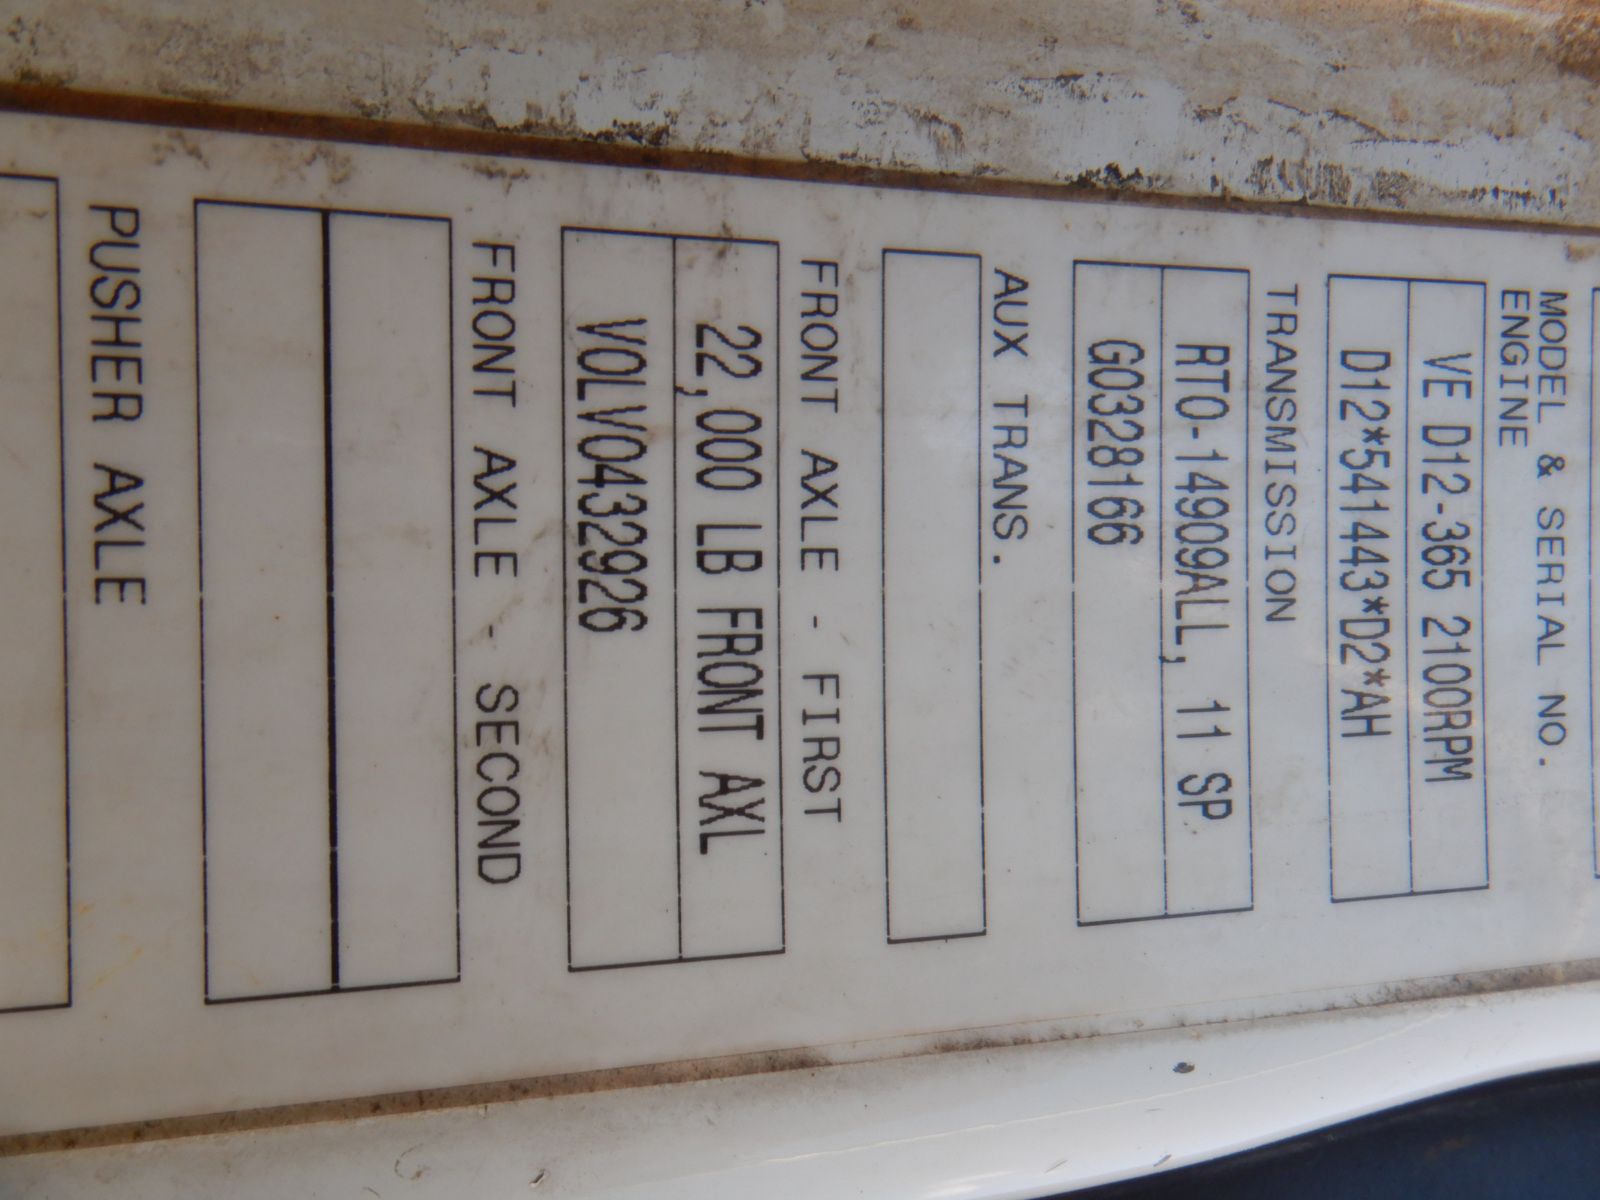 MODEL & SERIAL NO.
ENGINE
VE D12-365 2100RPM
D12*541443*D2*AH
TRANSMISSION
RTO-14909ALL, 11 SP
G0328166
AUX TRANS.
FRONT AXLE - FIRST
22,000 LB FRONT AXL
VOLV0432926
FRONT AXLE - SECOND
PUSHER AXLE